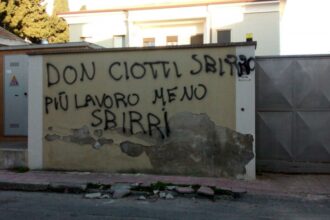 DON CIOTTI SBIRRO
PIÙ LAVORO MENO
SBIRRI